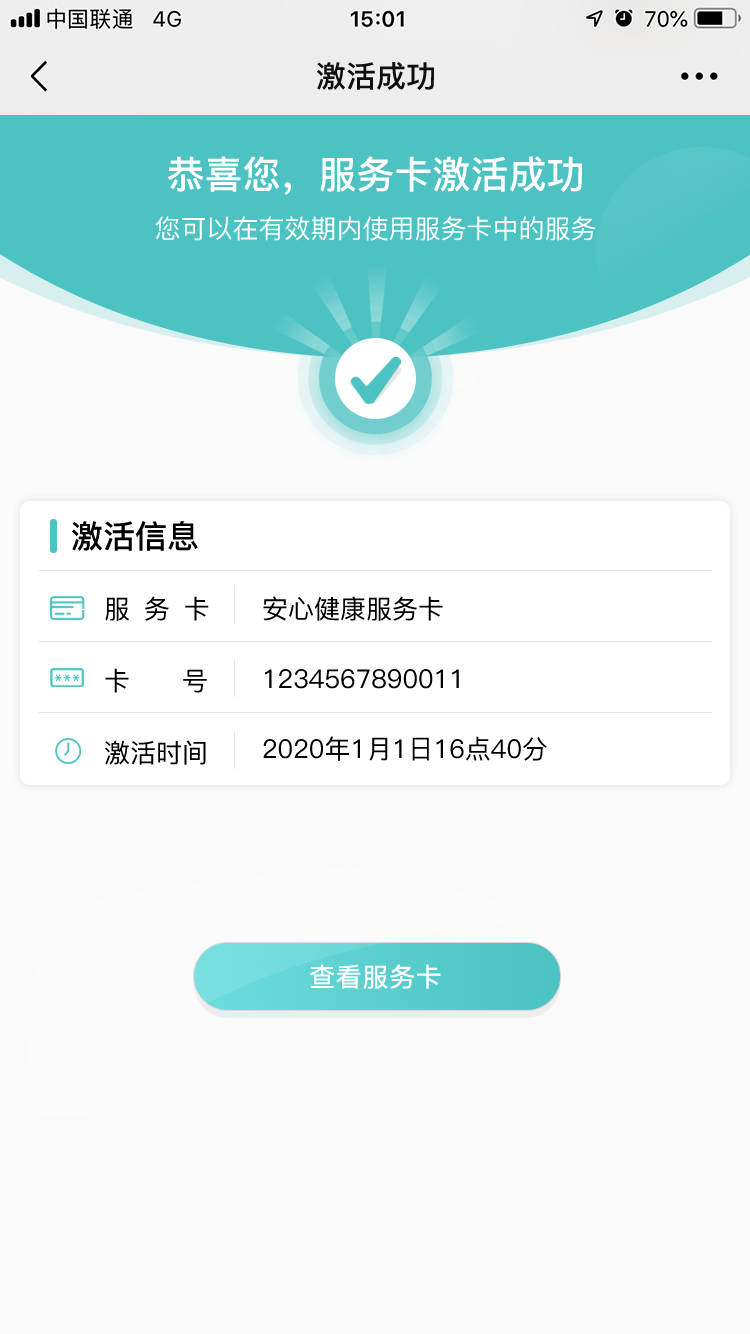 中国联通 4G 15:01 70%
激活成功
恭喜您，服务卡激活成功
您可以在有效期内使用服务卡中的服务
激活信息
服务卡 安心健康服务卡
卡号 1234567890011
激活时间 2020年1月1日16点40分
查看服务卡